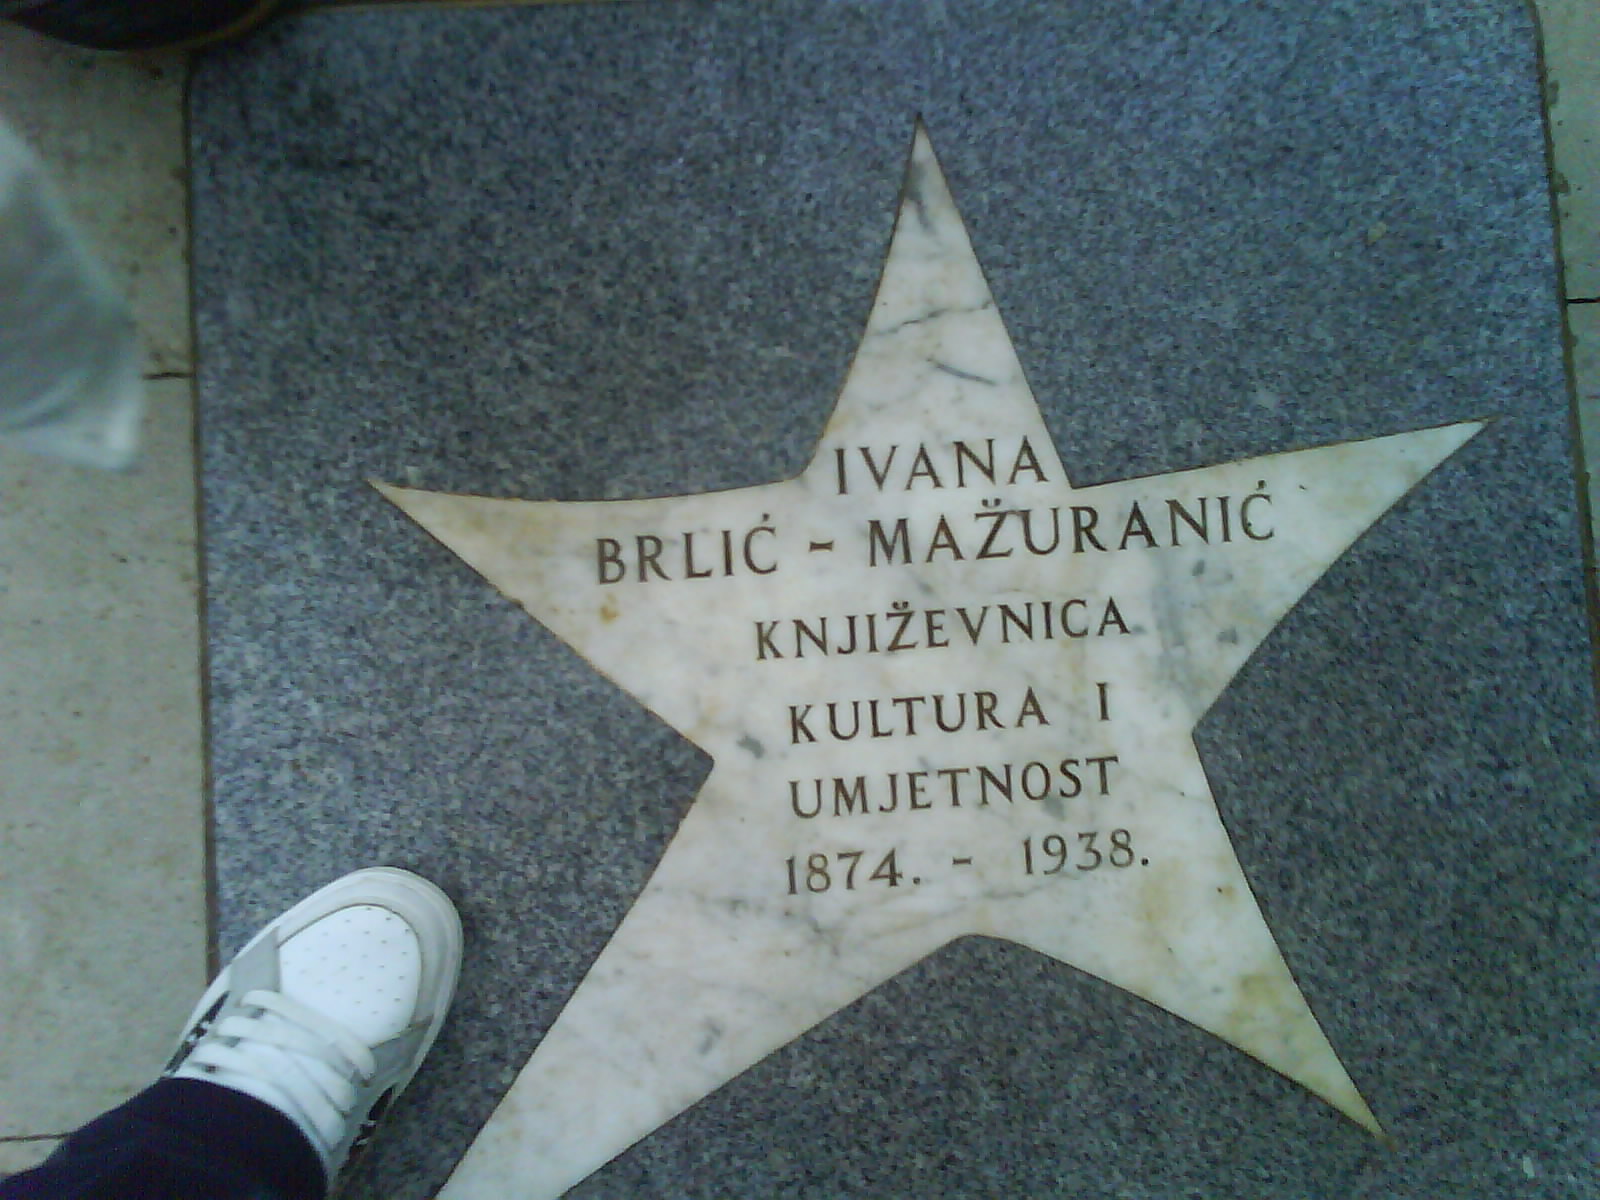 IVANA
BRLIĆ - MAŽURANIĆ
KNJIŽEVNICA
KULTURA I
UMJETNOST
1874. - 1938.